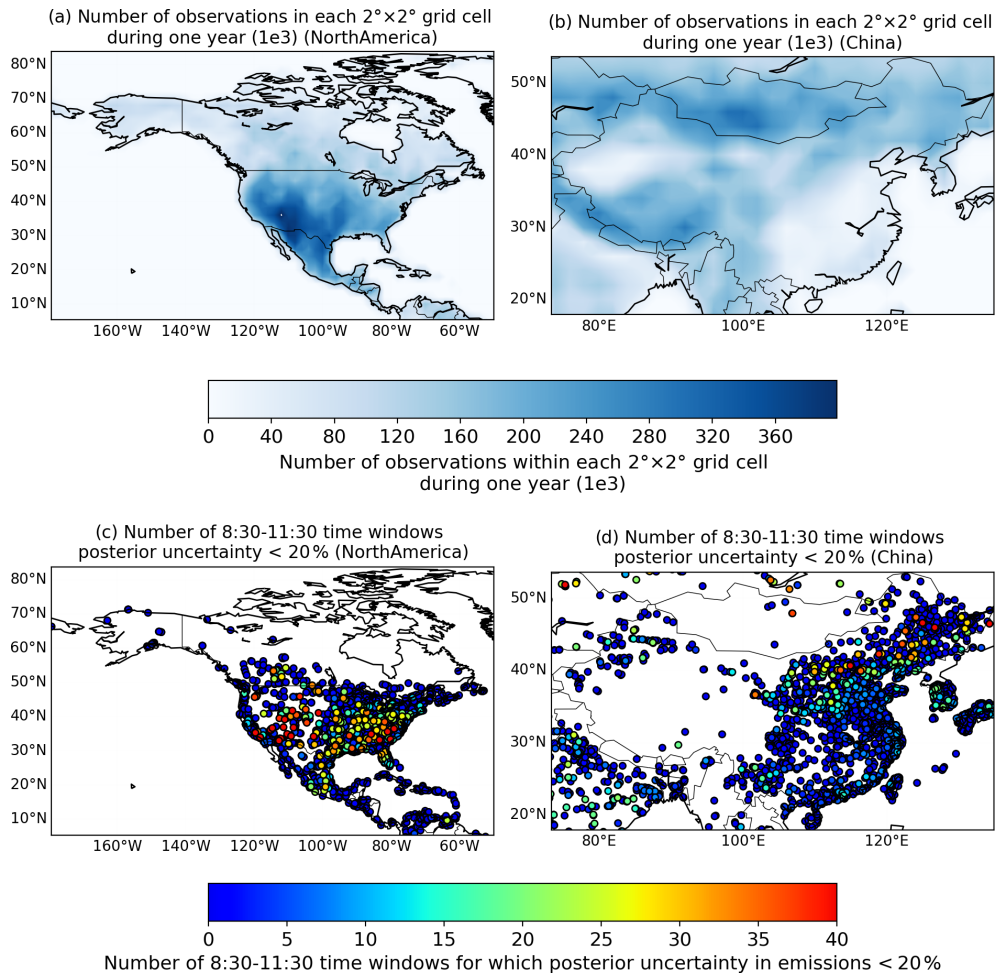 (a) Number of observations in each 2°×2° grid cell
during one year (1e3) (NorthAmerica)
80°N
70°N
60°N
50°N
40°N
30°N
20°N
10°N
160°W 140°W 120°W 100°W 80°W 60°W
(b) Number of observations in each 2°×2° grid cell
during one year (1e3) (China)
50°N
40°N
30°N
20°N
80°E 100°E 120°E
0 40 80 120 160 200 240 280 320 360
Number of observations within each 2°×2° grid cell
during one year (1e3)
(c) Number of 8:30-11:30 time windows
posterior uncertainty < 20% (NorthAmerica)
80°N
70°N
60°N
50°N
40°N
30°N
20°N
10°N
160°W 140°W 120°W 100°W 80°W 60°W
(d) Number of 8:30-11:30 time windows
posterior uncertainty < 20% (China)
50°N
40°N
30°N
20°N
80°E 100°E 120°E
0 5 10 15 20 25 30 35 40
Number of 8:30-11:30 time windows for which posterior uncertainty in emissions < 20%